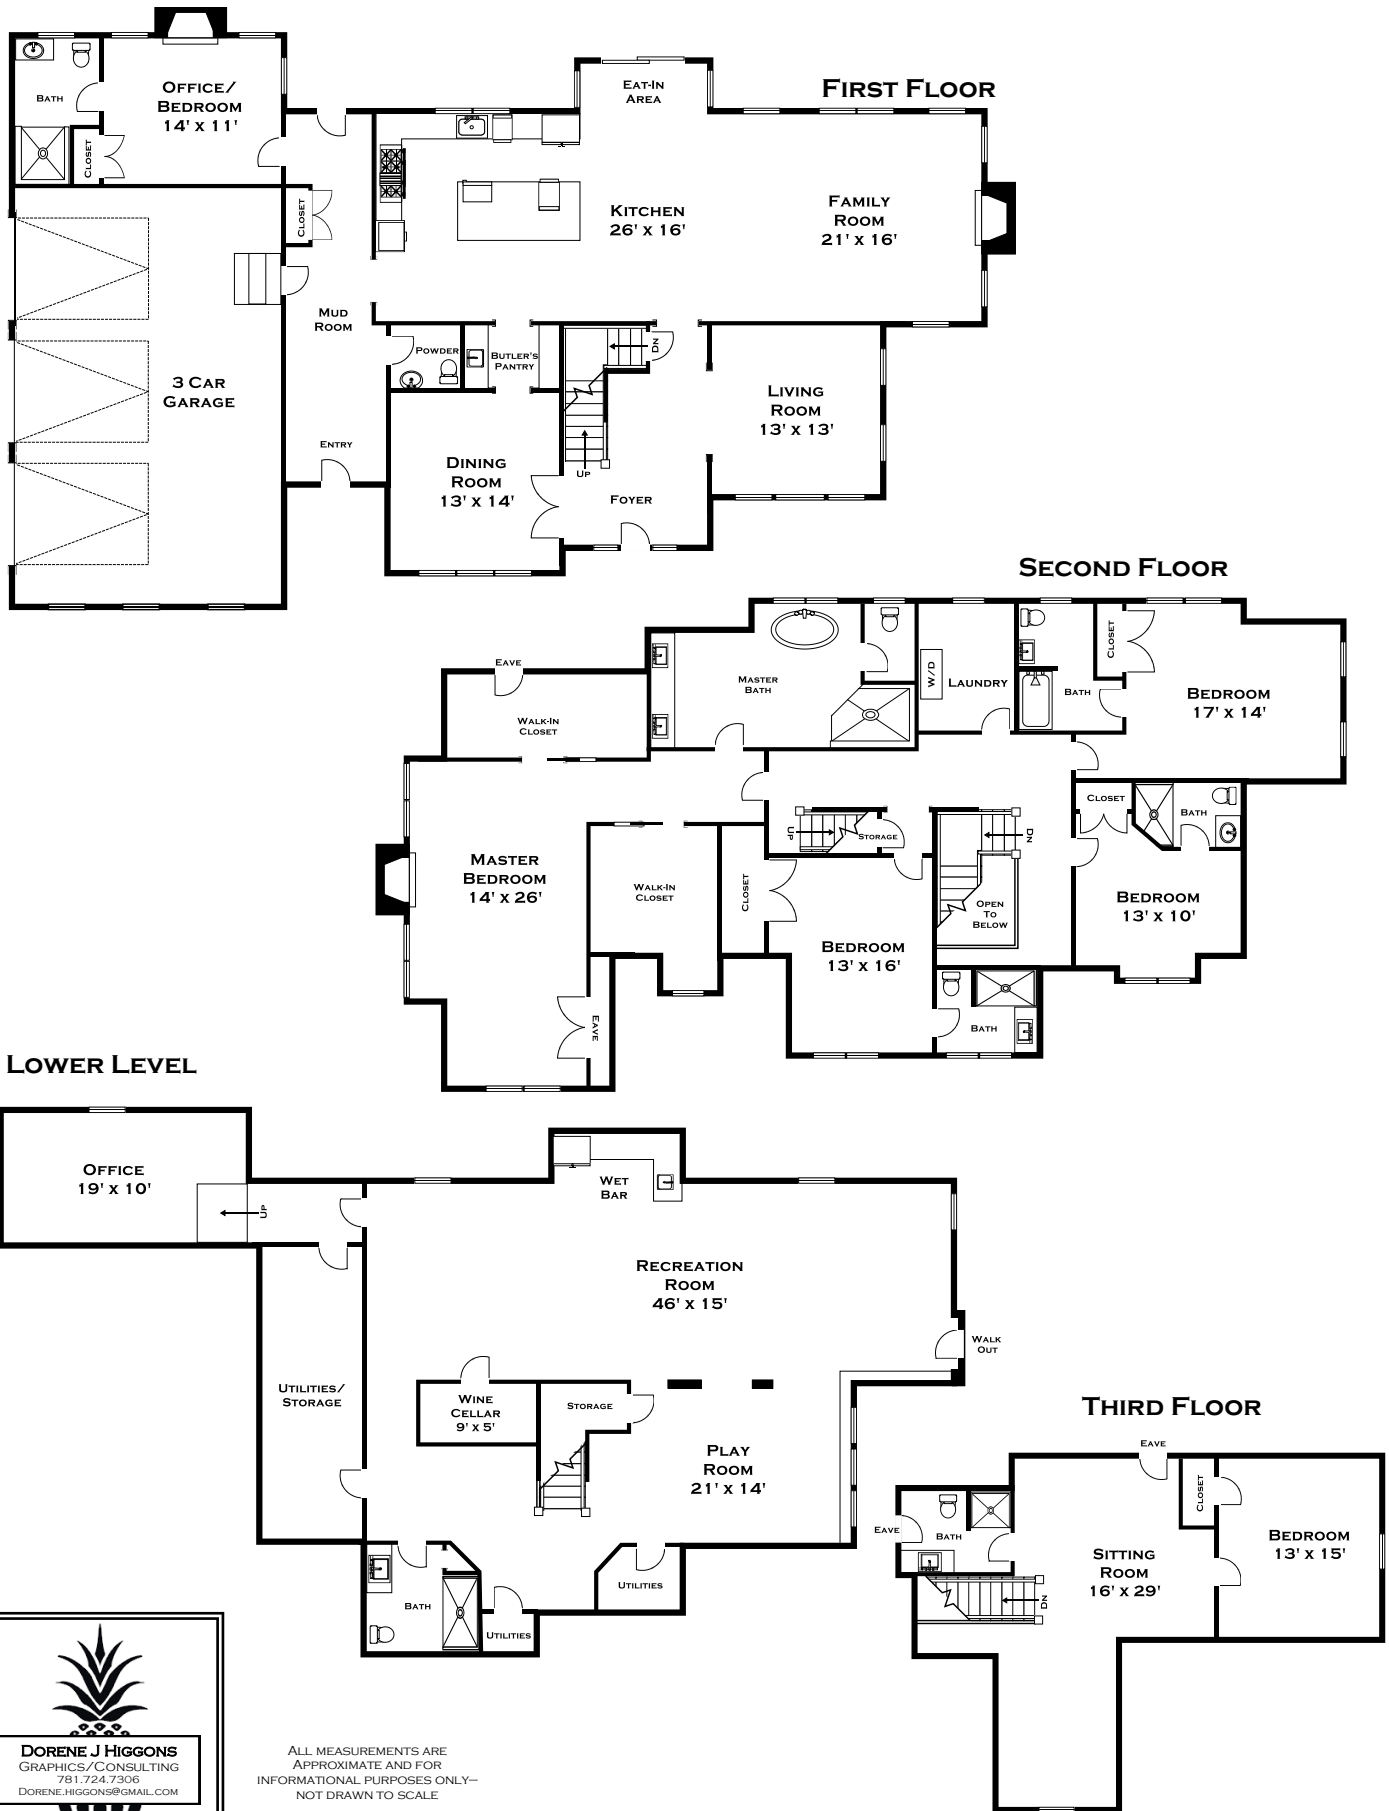 FIRST FLOOR
BATH
OFFICE/
BEDROOM
14' X 11'
CLOSET
EAT-IN
AREA
CLOSET
KITCHEN
26' X 16'
FAMILY
ROOM
21' X 16'
MUD
ROOM
3 CAR
GARAGE
POWDER
BUTLER'S
PANTRY
DN
LIVING
ROOM
13' X 13'
ENTRY
DINING
ROOM
13' X 14'
UP
FOYER
SECOND FLOOR
EAVE
WALK-IN
CLOSET
MASTER
BATH
W/D
LAUNDRY
BATH
CLOSET
BEDROOM
17' X 14'
MASTER
BEDROOM
14' X 26'
WALK-IN
CLOSET
CLOSET
UP
STORAGE
DN
OPEN
TO
BELOW
CLOSET
BATH
BEDROOM
13' X 10'
BEDROOM
13' X 16'
EAVE
BATH
LOWER LEVEL
OFFICE
19' X 10'
UP
WET
BAR
RECREATION
ROOM
46' X 15'
WALK
OUT
UTILITIES/
STORAGE
WINE
CELLAR
9' X 5'
STORAGE
PLAY
ROOM
21' X 14'
BATH
UTILITIES
UTILITIES
THIRD FLOOR
EAVE
CLOSET
EAVE
BATH
BEDROOM
13' X 15'
SITTING
ROOM
16' X 29'
DN
DORENE J HIGGONS
GRAPHICS/CONSULTING
781.724.7306
DORENE.HIGGONS@GMAIL.COM
ALL MEASUREMENTS ARE
APPROXIMATE AND FOR
INFORMATIONAL PURPOSES ONLY–
NOT DRAWN TO SCALE